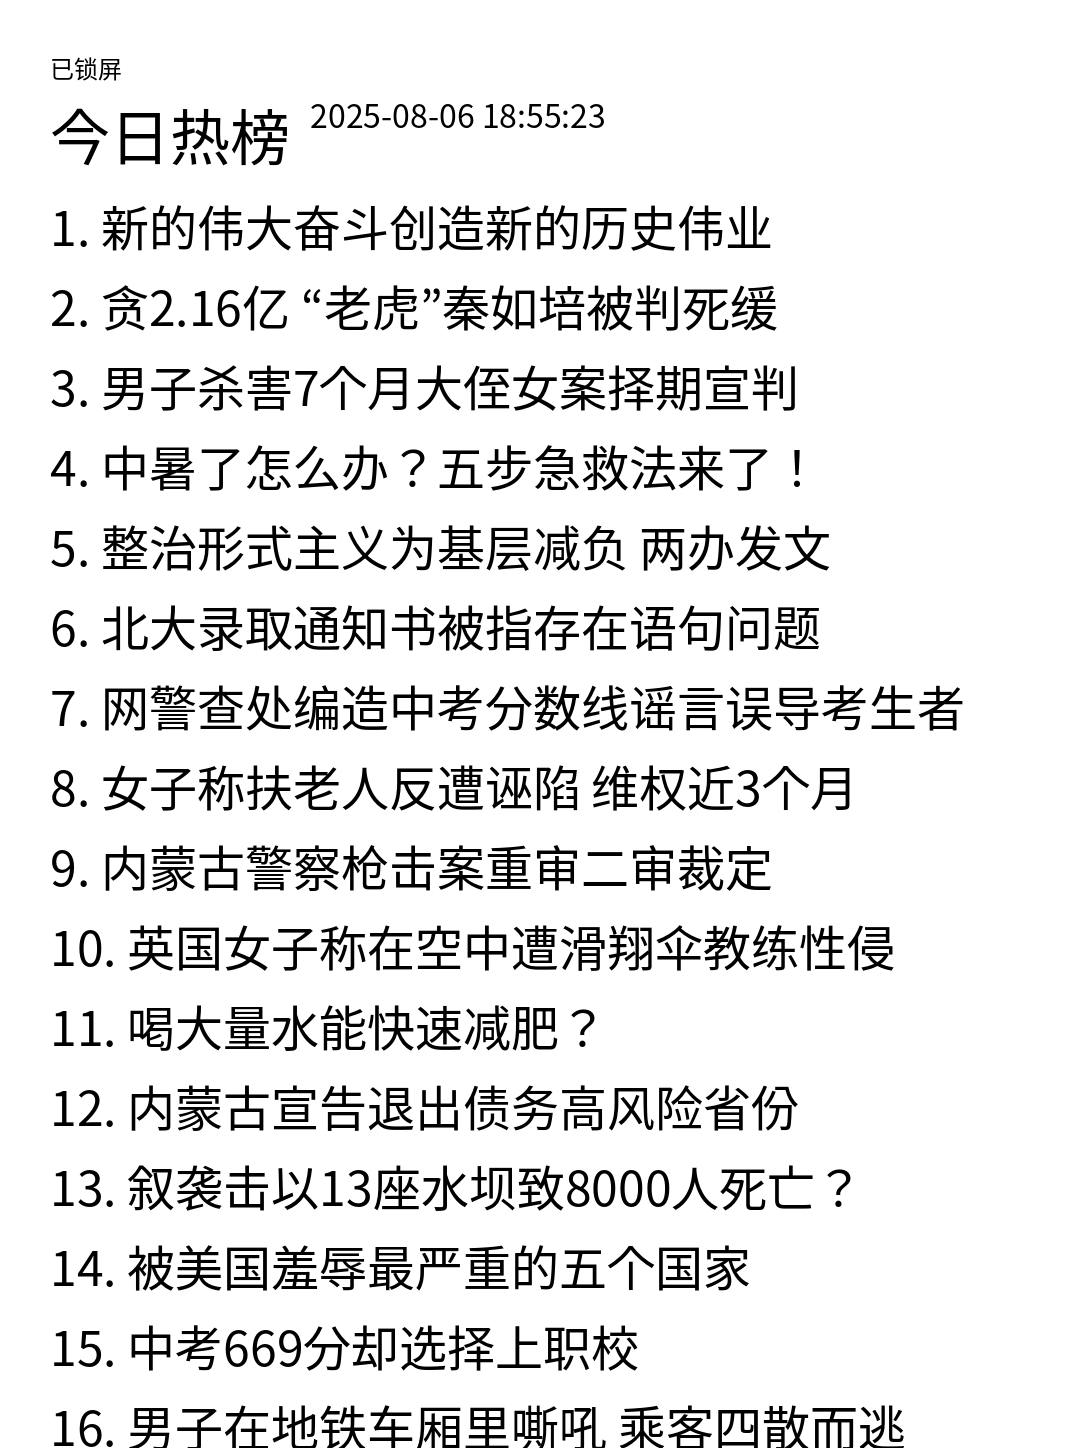 已锁屏
今日热榜 2025-08-06 18:55:23
1. 新的伟大奋斗创造新的历史伟业
2. 贪2.16亿 “老虎”秦如培被判死缓
3. 男子杀害7个月大侄女案择期宣判
4. 中暑了怎么办？五步急救法来了！
5. 整治形式主义为基层减负 两办发文
6. 北大录取通知书被指存在语句问题
7. 网警查处编造中考分数线谣言误导考生者
8. 女子称扶老人反遭诬陷 维权近3个月
9. 内蒙古警察枪击案重审二审裁定
10. 英国女子称在空中遭滑翔伞教练性侵
11. 喝大量水能快速减肥？
12. 内蒙古宣告退出债务高风险省份
13. 叙袭击以13座水坝致8000人死亡？
14. 被美国羞辱最严重的五个国家
15. 中考669分却选择上职校
16. 男子在地铁车厢里嘶吼 乘客四散而逃